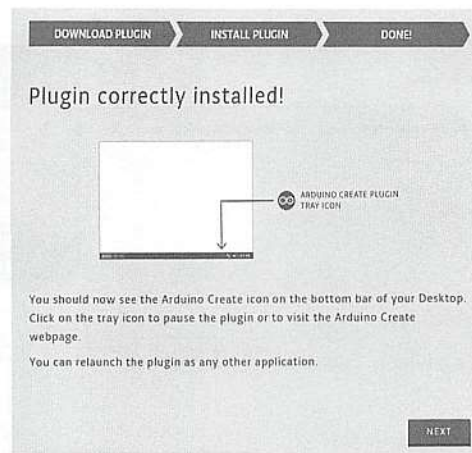 DOWNLOAD PLUGIN
INSTALL PLUGIN
DONE!
Plugin correctly installed!
ARDUINO CREATE PLUGIN
TRAY ICON
You should now see the Arduino Create icon on the bottom bar of your Desktop.
Click on the tray icon to pause the plugin or to visit the Arduino Create
webpage.
You can relaunch the plugin as any other application.
NEXT